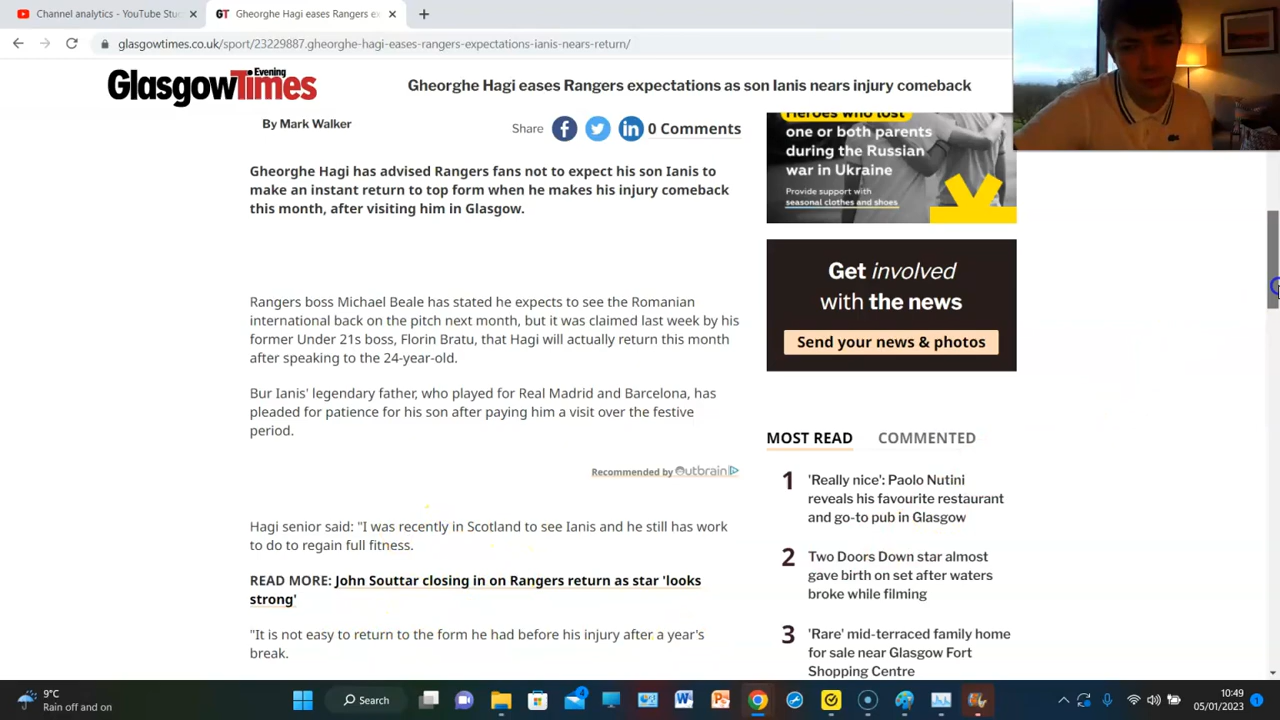 Channel analytics - YouTube Stu
Gheorghe Hagi eases Rangers ex
glasgowtimes.co.uk/sport/23229887.gheorghe-hagi-eases-rangers-expectations-ianis-nears-return/
Evening
GlasgowTimes
Gheorghe Hagi eases Rangers expectations as son Ianis nears injury comeback
By Mark Walker
Share
0 Comments
Gheorghe Hagi has advised Rangers fans not to expect his son Ianis to
make an instant return to top form when he makes his injury comeback
this month, after visiting him in Glasgow.
Rangers boss Michael Beale has stated he expects to see the Romanian
international back on the pitch next month, but it was claimed last week by his
former Under 21s boss, Florin Bratu, that Hagi will actually return this month
after speaking to the 24-year-old.
Bur Ianis' legendary father, who played for Real Madrid and Barcelona, has
pleaded for patience for his son after paying him a visit over the festive
period.
Recommended by Outbrain
Hagi senior said: "I was recently in Scotland to see Ianis and he still has work
to do to regain full fitness.
READ MORE: John Souttar closing in on Rangers return as star 'looks
strong'
"It is not easy to return to the form he had before his injury after a year's
break.
Heroes who lost
one or both parents
during the Russian
war in Ukraine
Provide support with
seasonal clothes and shoes
Get involved
with the news
Send your news & photos
MOST READ
COMMENTED
1
'Really nice': Paolo Nutini
reveals his favourite restaurant
and go-to pub in Glasgow
2
Two Doors Down star almost
gave birth on set after waters
broke while filming
3
'Rare' mid-terraced family home
for sale near Glasgow Fort
Shopping Centre
9°C
Rain off and on
Search
4
10:49
05/01/2023